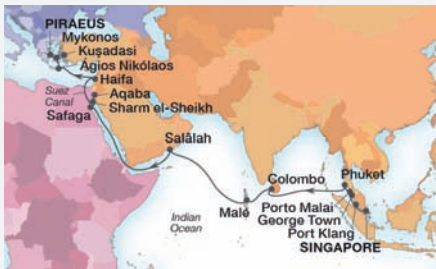 PIRAEUS
Mykonos
Kuşadasi
Ágios Nikólaos
Haifa
Suez
Canal
Aqaba
Sharm el-Sheikh
Safaga
Salālah
Colombo
Phuket
Malé
Porto Malai
George Town
Port Klang
SINGAPORE
Indian
Ocean